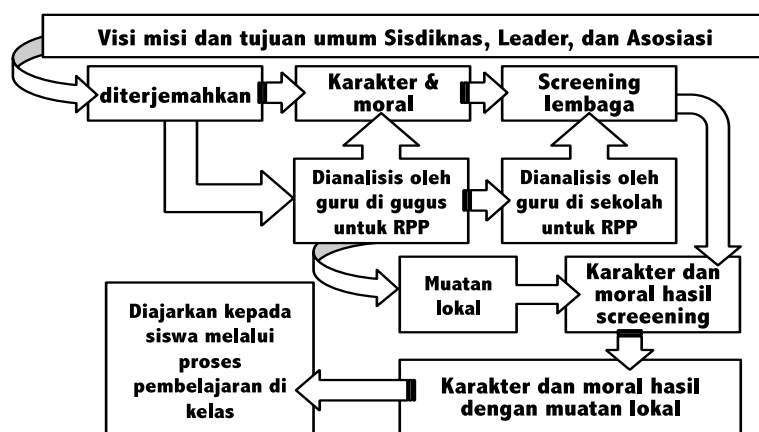 Visi misi dan tujuan umum Sisdiknas, Leader, dan Asosiasi
diterjemahkan
Karakter &
moral
Screening
lembaga
Dianalisis oleh
guru di gugus
untuk RPP
Dianalisis oleh
guru di sekolah
untuk RPP
Muatan
lokal
Karakter dan
moral hasil
screeening
Diajarkan kepada
siswa melalui
proses
pembelajaran di
kelas
Karakter dan moral hasil
dengan muatan lokal